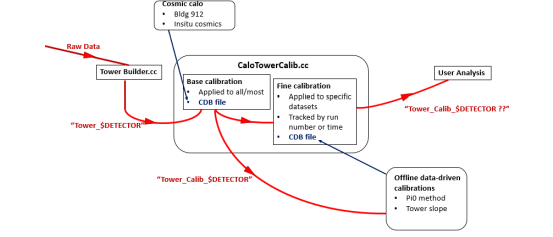 Cosmic calo
• Bldg 912
• Insitu cosmics
Raw Data
Tower Builder.cc
CaloTowerCalib.cc
Base calibration
• Applied to all/most
• CDB file
Fine calibration
• Applied to specific
datasets
• Tracked by run
number or time
• CDB file
User Analysis
"Tower_$DETECTOR"
"Tower_Calib_$DETECTOR ??"
"Tower_Calib_$DETECTOR"
Offline data-driven
calibrations
• Pi0 method
• Tower slope